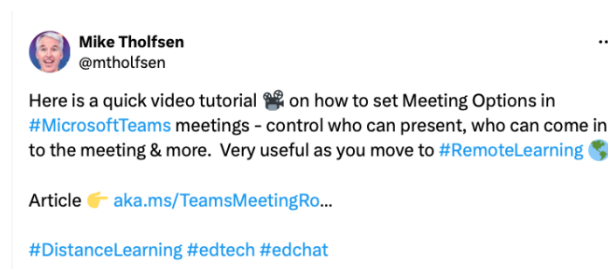 Mike Tholfsen
@mtholfsen
Here is a quick video tutorial 🎥 on how to set Meeting Options in
#MicrosoftTeams meetings - control who can present, who can come in
to the meeting & more. Very useful as you move to #RemoteLearning 🌎
Article 👉 aka.ms/TeamsMeetingRo...
#DistanceLearning #edtech #edchat